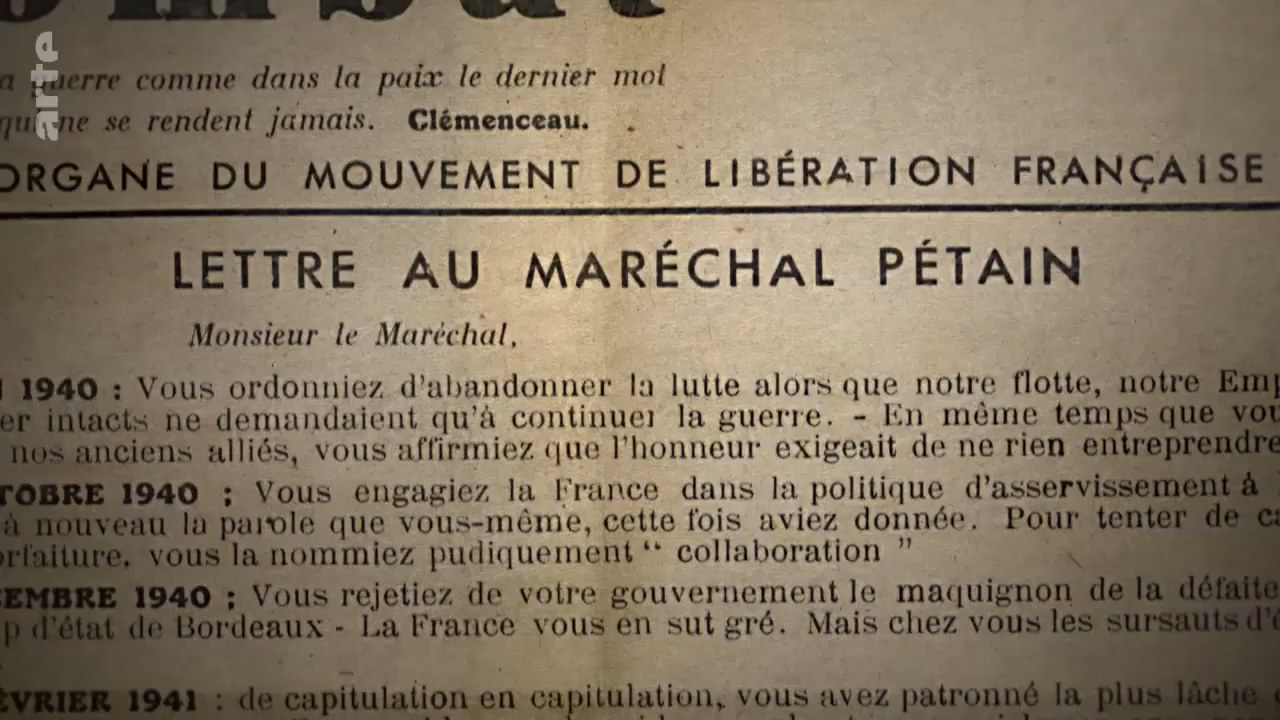 arte
a guerre comme dans la paix le dernier mot
qui ne se rendent jamais. Clémenceau.
ORGANE DU MOUVEMENT DE LIBÉRATION FRANÇAISE
LETTRE AU MARÉCHAL PÉTAIN
Monsieur le Maréchal,
1940 : Vous ordonniez d'abandonner la lutte alors que notre flotte, notre Emp
er intacts ne demandaient qu'à continuer la guerre. - En même temps que vou
nos anciens alliés, vous affirmiez que l'honneur exigeait de ne rien entreprendre
TOBRE 1940 ; Vous engagiez la France dans la politique d'asservissement à
à nouveau la parole que vous-même, cette fois aviez donnée. Pour tenter de ca
orfaiture, vous la nommiez pudiquement “ collaboration ”
EMBRE 1940 ; Vous rejetiez de votre gouvernement le maquignon de la défaite
p d'état de Bordeaux - La France vous en sut gré. Mais chez vous les sursauts d'é
ÉVRIER 1941 : de capitulation en capitulation, vous avez patronné la plus lâche